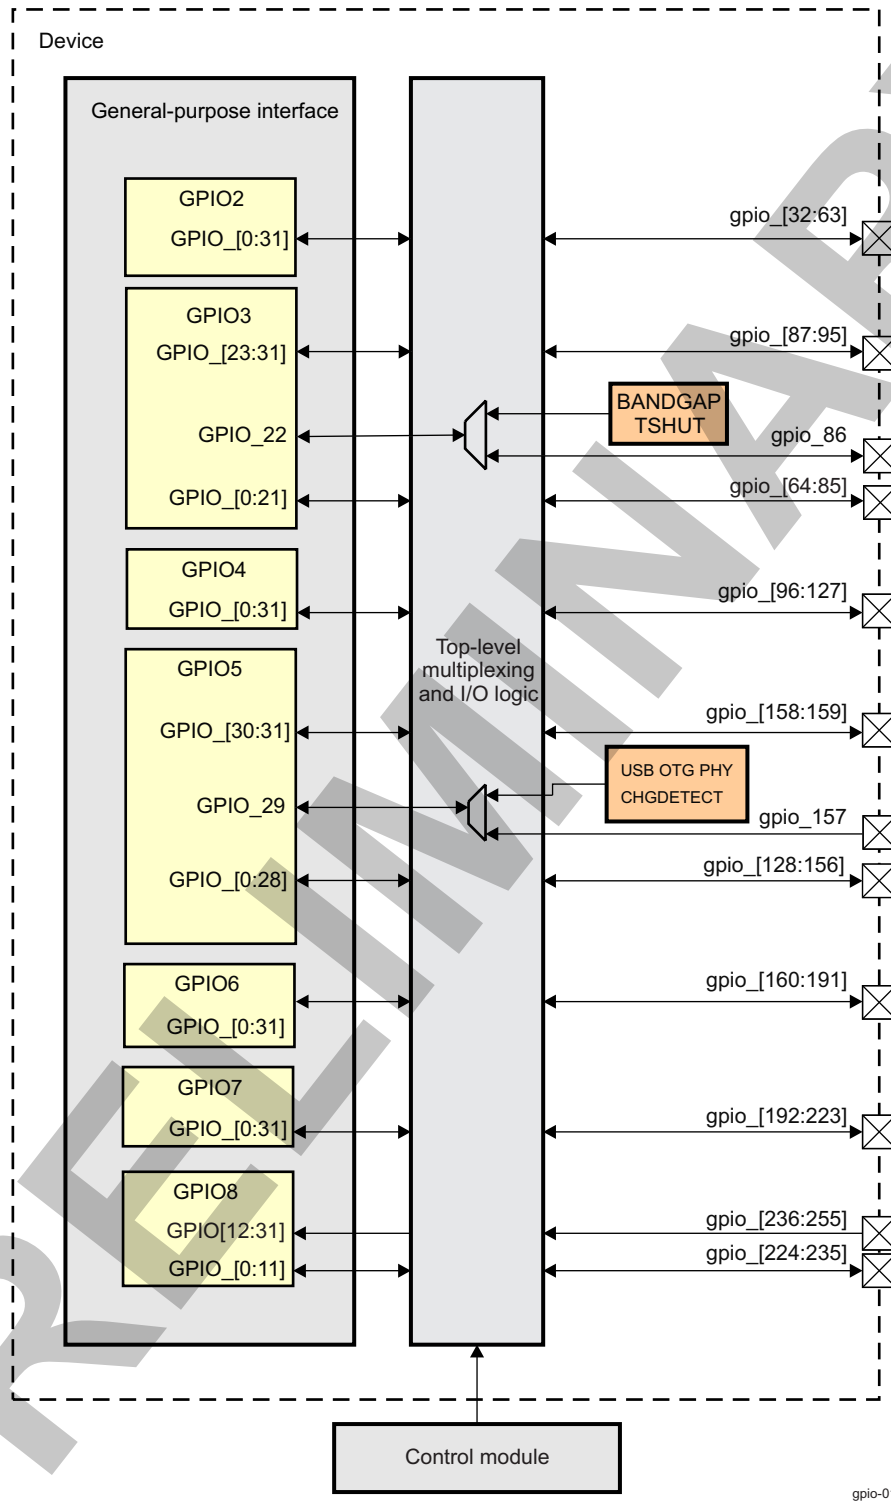 Device
General-purpose interface
GPIO2
GPIO_[0:31]
gpio_[32:63]
GPIO3
GPIO_[23:31]
gpio_[87:95]
BANDGAP
TSHUT
GPIO_22
gpio_86
GPIO_[0:21]
gpio_[64:85]
GPIO4
GPIO_[0:31]
gpio_[96:127]
Top-level
multiplexing
and I/O logic
GPIO5
GPIO_[30:31]
gpio_[158:159]
USB OTG PHY
CHGDETECT
GPIO_29
gpio_157
GPIO_[0:28]
gpio_[128:156]
GPIO6
GPIO_[0:31]
gpio_[160:191]
GPIO7
GPIO_[0:31]
gpio_[192:223]
GPIO8
GPIO[12:31]
gpio_[236:255]
GPIO_[0:11]
gpio_[224:235]
Control module
gpio-0
RELIMINAR